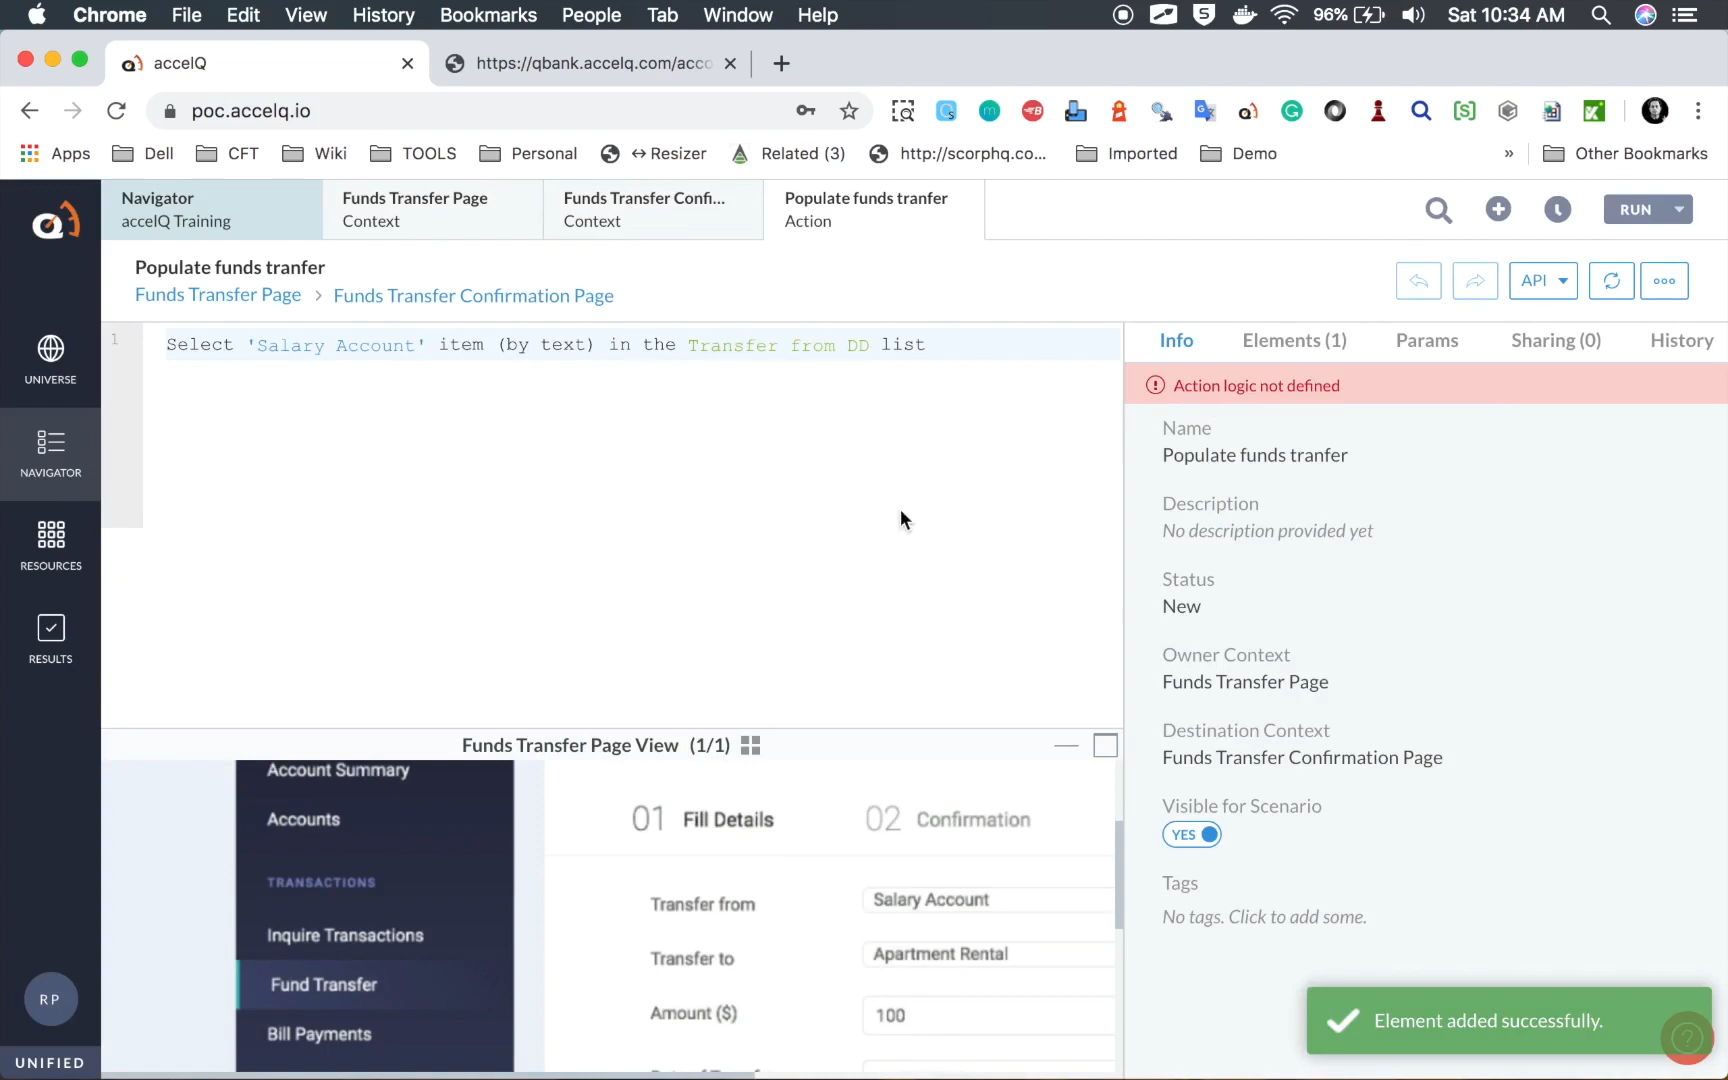 Chrome File Edit View History Bookmarks People Tab Window Help 96% Sat 10:34 AM
accelQ https://qbank.accelq.com/acco
poc.accelq.io
Apps Dell CFT Wiki TOOLS Personal ↔Resizer Related (3) http://scorphq.co... Imported Demo » Other Bookmarks
Navigator
accelQ Training
Funds Transfer Page
Context
Funds Transfer Confi...
Context
Populate funds tranfer
Action
RUN
Populate funds tranfer
Funds Transfer Page > Funds Transfer Confirmation Page
API
1 Select 'Salary Account' item (by text) in the Transfer from DD list
UNIVERSE
NAVIGATOR
RESOURCES
RESULTS
RP
UNIFIED
Info Elements (1) Params Sharing (0) History
Action logic not defined
Name
Populate funds tranfer
Description
No description provided yet
Status
New
Owner Context
Funds Transfer Page
Destination Context
Funds Transfer Confirmation Page
Visible for Scenario
YES
Tags
No tags. Click to add some.
Funds Transfer Page View (1/1)
Account Summary
Accounts
TRANSACTIONS
Inquire Transactions
Fund Transfer
Bill Payments
01 Fill Details 02 Confirmation
Transfer from Salary Account
Transfer to Apartment Rental
Amount ($) 100
Element added successfully.